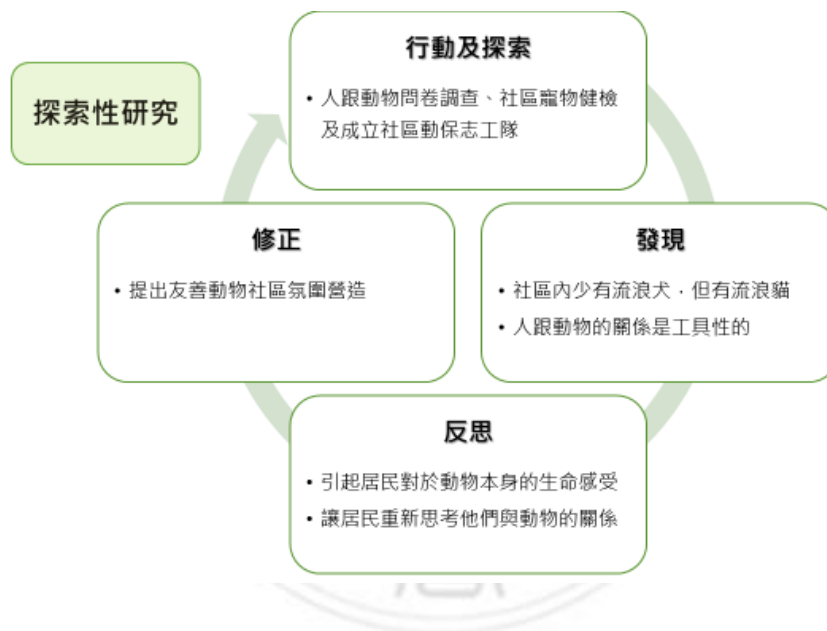 探索性研究
行動及探索
• 人跟動物問卷調查、社區寵物健檢
及成立社區動保志工隊
修正
• 提出友善動物社區氛圍營造
發現
• 社區內少有流浪犬，但有流浪貓
• 人跟動物的關係是工具性的
反思
• 引起居民對於動物本身的生命感受
• 讓居民重新思考他們與動物的關係